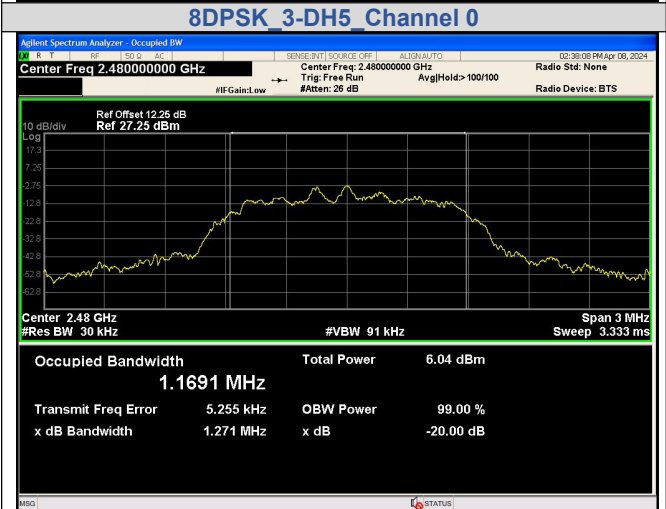 8DPSK_3-DH5_Channel 0
Agilent Spectrum Analyzer - Occupied BW
R T RF 50 Ω AC SENSE:INT SOURCE OFF ALIGN AUTO 02:38:08 PM Apr 08, 2024
Center Freq 2.480000000 GHz Center Freq: 2.480000000 GHz Radio Std: None
Trig: Free Run Avg|Hold:>100/100
#IFGain:Low #Atten: 26 dB Radio Device: BTS
Ref Offset 12.25 dB
10 dB/div Ref 27.25 dBm
Log
17.3
7.25
-2.75
-12.8
-22.8
-32.8
-42.8
-52.8
-62.8
Center 2.48 GHz Span 3 MHz
#Res BW 30 kHz #VBW 91 kHz Sweep 3.333 ms
Occupied Bandwidth Total Power 6.04 dBm
1.1691 MHz
Transmit Freq Error 5.255 kHz OBW Power 99.00 %
x dB Bandwidth 1.271 MHz x dB -20.00 dB
MSG STATUS